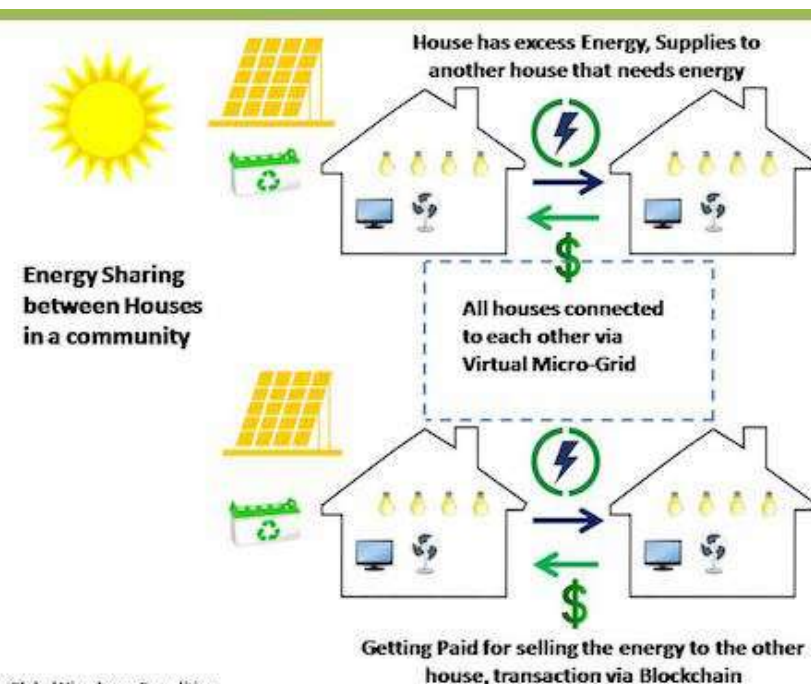 House has excess Energy, Supplies to
another house that needs energy
Energy Sharing
between Houses
in a community
$
All houses connected
to each other via
Virtual Micro-Grid
$
Getting Paid for selling the energy to the other
house, transaction via Blockchain